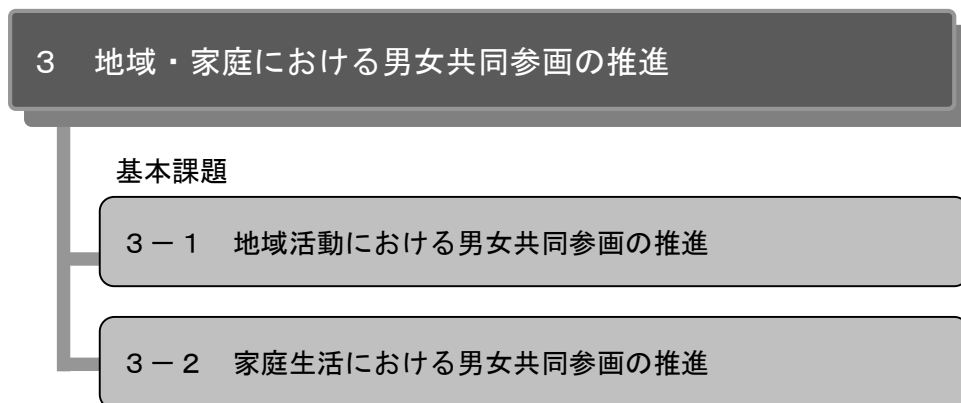 ３　地域・家庭における男女共同参画の推進
基本課題
３－１　地域活動における男女共同参画の推進
３－２　家庭生活における男女共同参画の推進